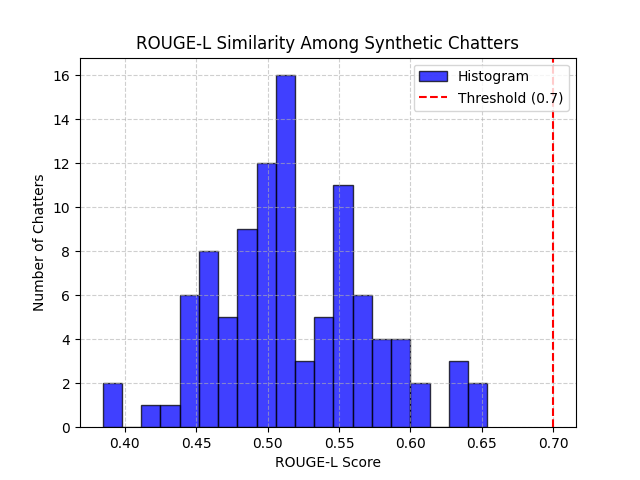 ROUGE-L Similarity Among Synthetic Chatters
Histogram
Threshold (0.7)
Number of Chatters
16
14
12
10
8
6
4
2
0
0.40 0.45 0.50 0.55 0.60 0.65 0.70
ROUGE-L Score